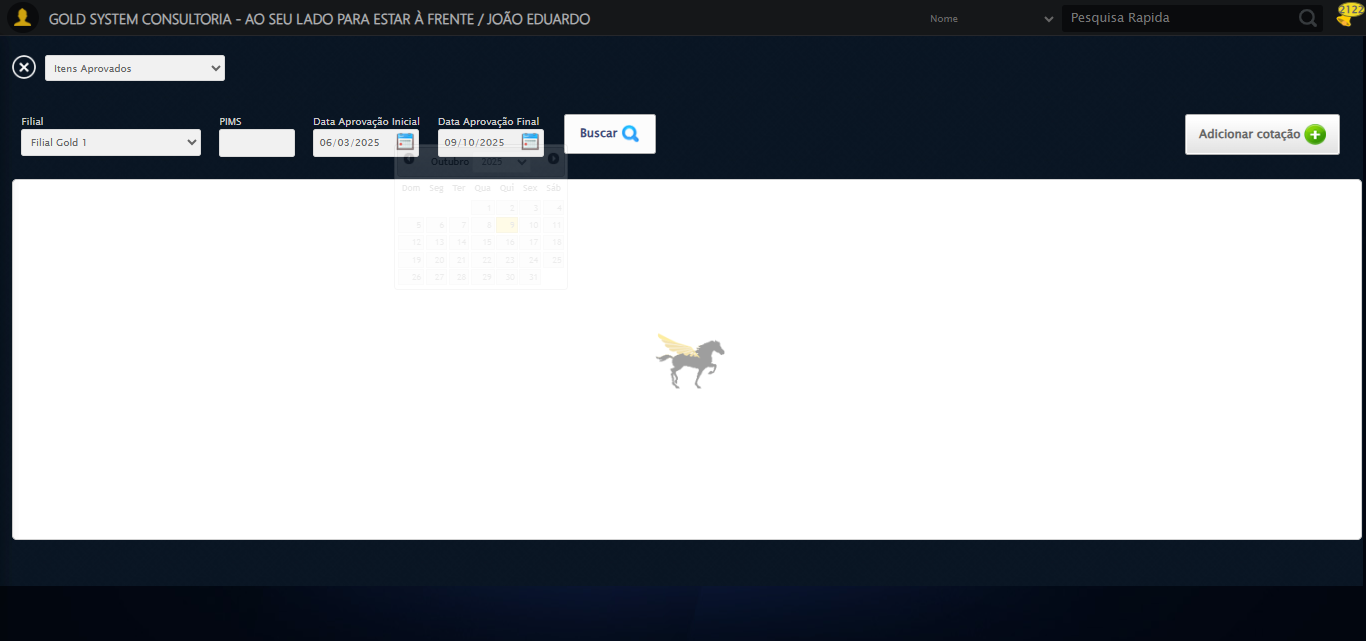 GOLD SYSTEM CONSULTORIA - AO SEU LADO PARA ESTAR À FRENTE / JOÃO EDUARDO
Nome
Pesquisa Rapida
2122
Itens Aprovados
Filial
PIMS
Data Aprovação Inicial
Data Aprovação Final
Filial Gold 1
06/03/2025
09/10/2025
Buscar
Adicionar cotação
Outubro 2025
Dom Seg Ter Qua Qui Sex Sáb
1 2 3 4
5 6 7 8 9 10 11
12 13 14 15 16 17 18
19 20 21 22 23 24 25
26 27 28 29 30 31